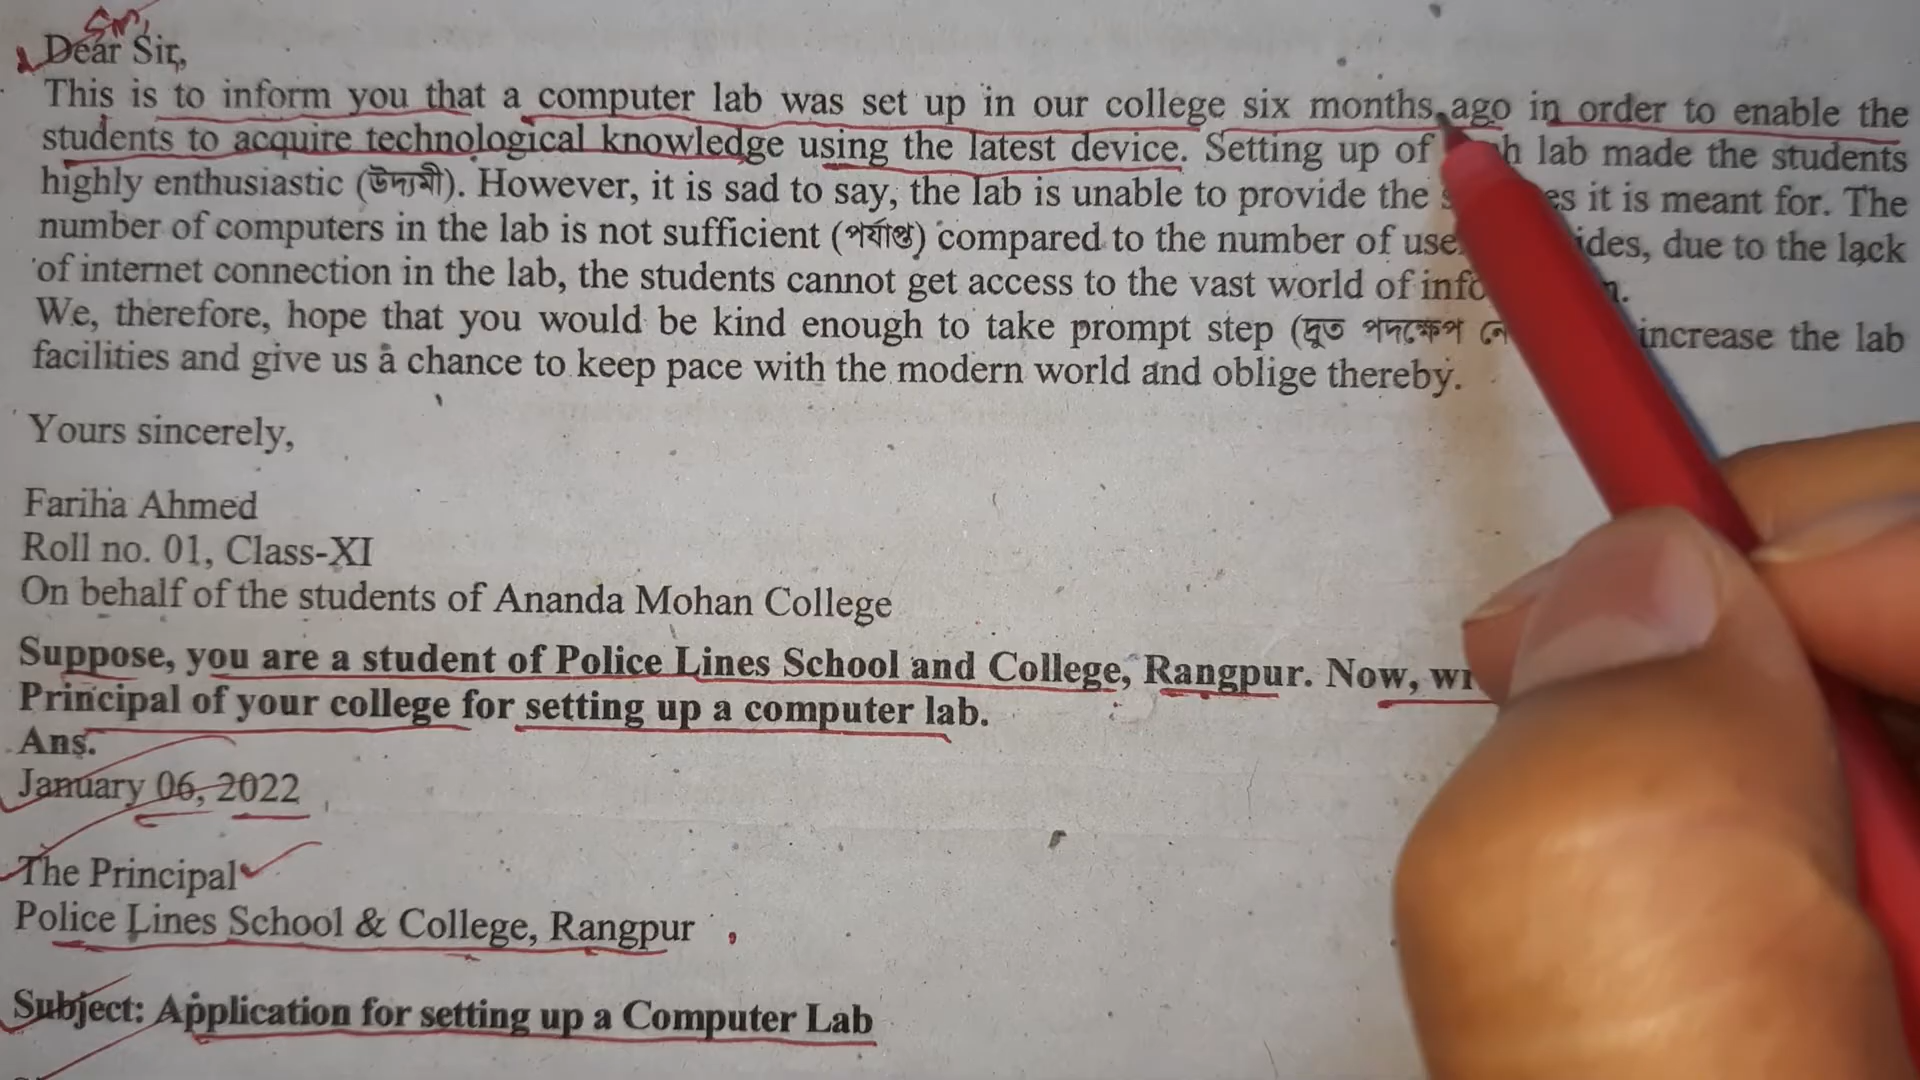 Sir,
Dear Sir,
This is to inform you that a computer lab was set up in our college six months ago in order to enable the
students to acquire technological knowledge using the latest device. Setting up of lab made the students
highly enthusiastic (উদ্যমী). However, it is sad to say, the lab is unable to provide the it is meant for. The
number of computers in the lab is not sufficient (পর্যাপ্ত) compared to the number of due to the lack
of internet connection in the lab, the students cannot get access to the vast world of
We, therefore, hope that you would be kind enough to take prompt step (দ্রুত পদক্ষেপ increase the lab
facilities and give us a chance to keep pace with the modern world and oblige thereby.
Yours sincerely,
Fariha Ahmed
Roll no. 01, Class-XI
On behalf of the students of Ananda Mohan College
Suppose, you are a student of Police Lines School and College, Rangpur. Now,
Principal of your college for setting up a computer lab.
Ans.
January 06, 2022
The Principal
Police Lines School & College, Rangpur
Subject: Application for setting up a Computer Lab